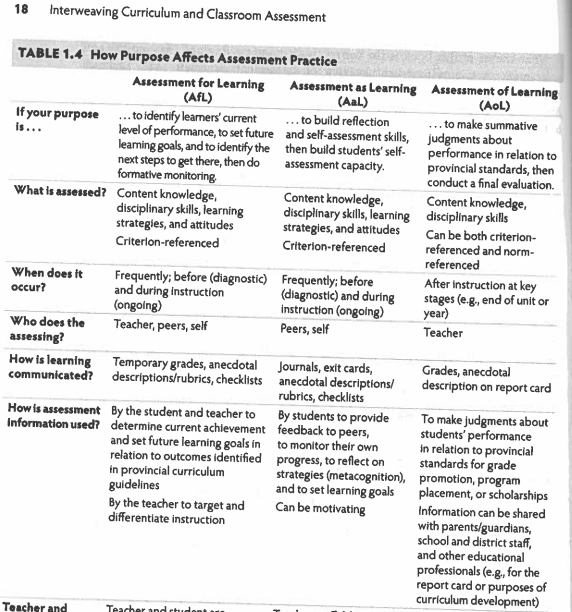 18 Interweaving Curriculum and Classroom Assessment
TABLE 1.4 How Purpose Affects Assessment Practice
Assessment for Learning
(AfL)
Assessment as Learning
(AaL)
Assessment of Learning
(AoL)
If your purpose
is . . .
. . . to identify learners' current
level of performance, to set future
learning goals, and to identify the
next steps to get there, then do
formative monitoring.
. . . to build reflection
and self-assessment skills,
then build students' self-
assessment capacity.
. . . to make summative
judgments about
performance in relation to
provincial standards, then
conduct a final evaluation.
What is assessed?
Content knowledge,
disciplinary skills, learning
strategies, and attitudes
Criterion-referenced
Content knowledge,
disciplinary skills, learning
strategies, and attitudes
Criterion-referenced
Content knowledge,
disciplinary skills
Can be both criterion-
referenced and norm-
referenced
When does it
occur?
Frequently; before (diagnostic)
and during instruction
(ongoing)
Frequently; before
(diagnostic) and during
instruction (ongoing)
After instruction at key
stages (e.g., end of unit or
year)
Who does the
assessing?
Teacher, peers, self
Peers, self
Teacher
How is learning
communicated?
Temporary grades, anecdotal
descriptions/rubrics, checklists
Journals, exit cards,
anecdotal descriptions/
rubrics, checklists
Grades, anecdotal
description on report card
How is assessment
information used?
By the student and teacher to
determine current achievement
and set future learning goals in
relation to outcomes identified
in provincial curriculum
guidelines
By the teacher to target and
differentiate instruction
By students to provide
feedback to peers,
to monitor their own
progress, to reflect on
strategies (metacognition),
and to set learning goals
Can be motivating
To make judgments about
students' performance
in relation to provincial
standards for grade
promotion, program
placement, or scholarships
Information can be shared
with parents/guardians,
school and district staff,
and other educational
professionals (e.g., for the
report card or purposes of
curriculum development)
Teacher and
Teacher and student are